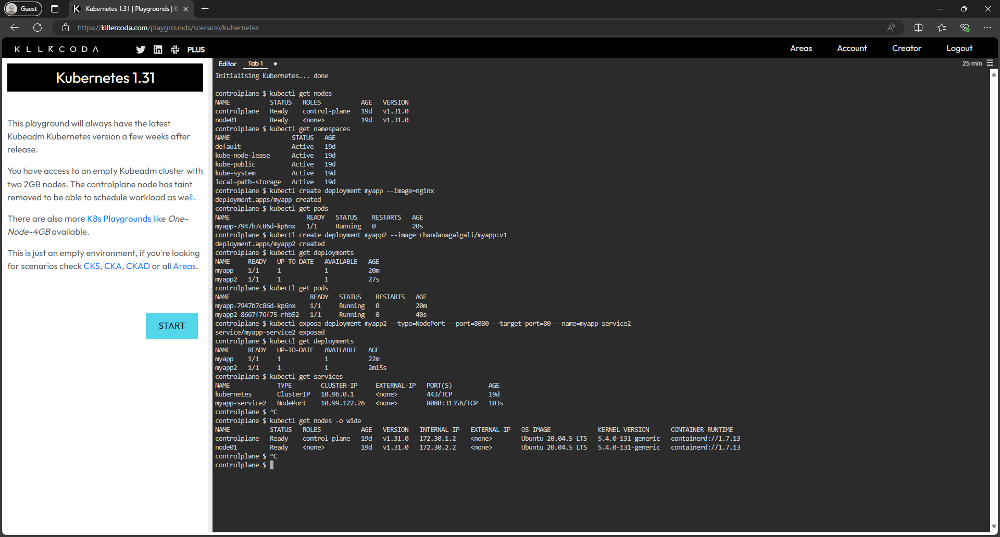 Guest
Kubernetes 1.31 | Playgrounds |
https://killercoda.com/playgrounds/scenario/kubernetes
KLLRCODA PLUS Areas Account Creator Logout
Kubernetes 1.31
This playground will always have the latest
Kubeadm Kubernetes version a few weeks after
release.
You have access to an empty Kubeadm cluster with
two 2GB nodes. The controlplane node has taint
removed to be able to schedule workload as well.
There are also more K8s Playgrounds like One-
Node-4GB available.
This is just an empty environment, if you're looking
for scenarios check CKS, CKA, CKAD or all Areas.
START
Editor Tab 1 + 25 min
Initialising Kubernetes... done
controlplane $ kubectl get nodes
NAME STATUS ROLES AGE VERSION
controlplane Ready control-plane 19d v1.31.0
node01 Ready <none> 19d v1.31.0
controlplane $ kubectl get namespaces
NAME STATUS AGE
default Active 19d
kube-node-lease Active 19d
kube-public Active 19d
kube-system Active 19d
local-path-storage Active 19d
controlplane $ kubectl create deployment myapp --image=nginx
deployment.apps/myapp created
controlplane $ kubectl get pods
NAME READY STATUS RESTARTS AGE
myapp-7947b7c86d-kp6nx 1/1 Running 0 20s
controlplane $ kubectl create deployment myapp2 --image=chandanagalgali/myapp:v1
deployment.apps/myapp2 created
controlplane $ kubectl get deployments
NAME READY UP-TO-DATE AVAILABLE AGE
myapp 1/1 1 1 20m
myapp2 1/1 1 1 27s
controlplane $ kubectl get pods
NAME READY STATUS RESTARTS AGE
myapp-7947b7c86d-kp6nx 1/1 Running 0 20m
myapp2-8667f76f75-rhb52 1/1 Running 0 40s
controlplane $ kubectl expose deployment myapp2 --type=NodePort --port=8080 --target-port=80 --name=myapp-service2
service/myapp-service2 exposed
controlplane $ kubectl get deployments
NAME READY UP-TO-DATE AVAILABLE AGE
myapp 1/1 1 1 22m
myapp2 1/1 1 1 2m15s
controlplane $ kubectl get services
NAME TYPE CLUSTER-IP EXTERNAL-IP PORT(S) AGE
kubernetes ClusterIP 10.96.0.1 <none> 443/TCP 19d
myapp-service2 NodePort 10.99.122.26 <none> 8080:31356/TCP 103s
controlplane $ ^C
controlplane $ kubectl get nodes -o wide
NAME STATUS ROLES AGE VERSION INTERNAL-IP EXTERNAL-IP OS-IMAGE KERNEL-VERSION CONTAINER-RUNTIME
controlplane Ready control-plane 19d v1.31.0 172.30.1.2 <none> Ubuntu 20.04.5 LTS 5.4.0-131-generic containerd://1.7.13
node01 Ready <none> 19d v1.31.0 172.30.2.2 <none> Ubuntu 20.04.5 LTS 5.4.0-131-generic containerd://1.7.13
controlplane $ ^C
controlplane $